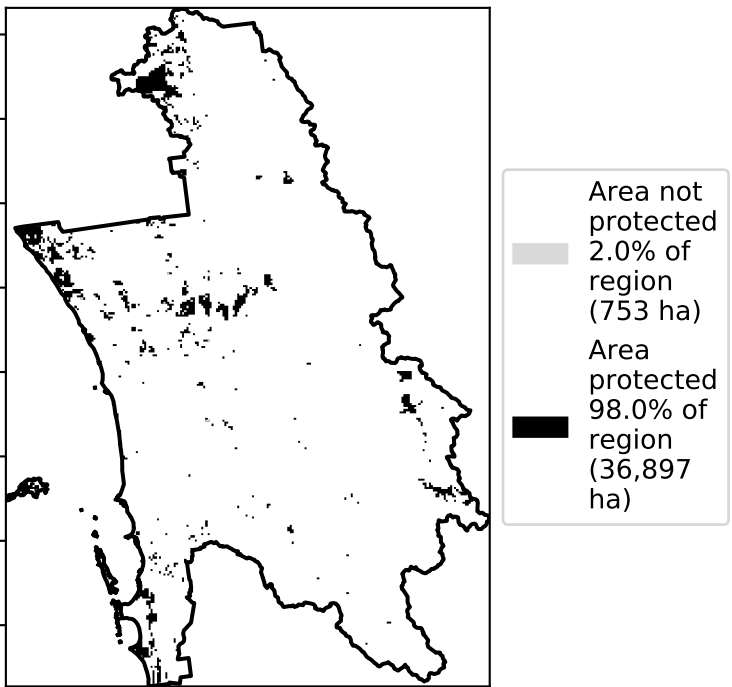 Area not
protected
2.0% of
region
(753 ha)
Area
protected
98.0% of
region
(36,897
ha)